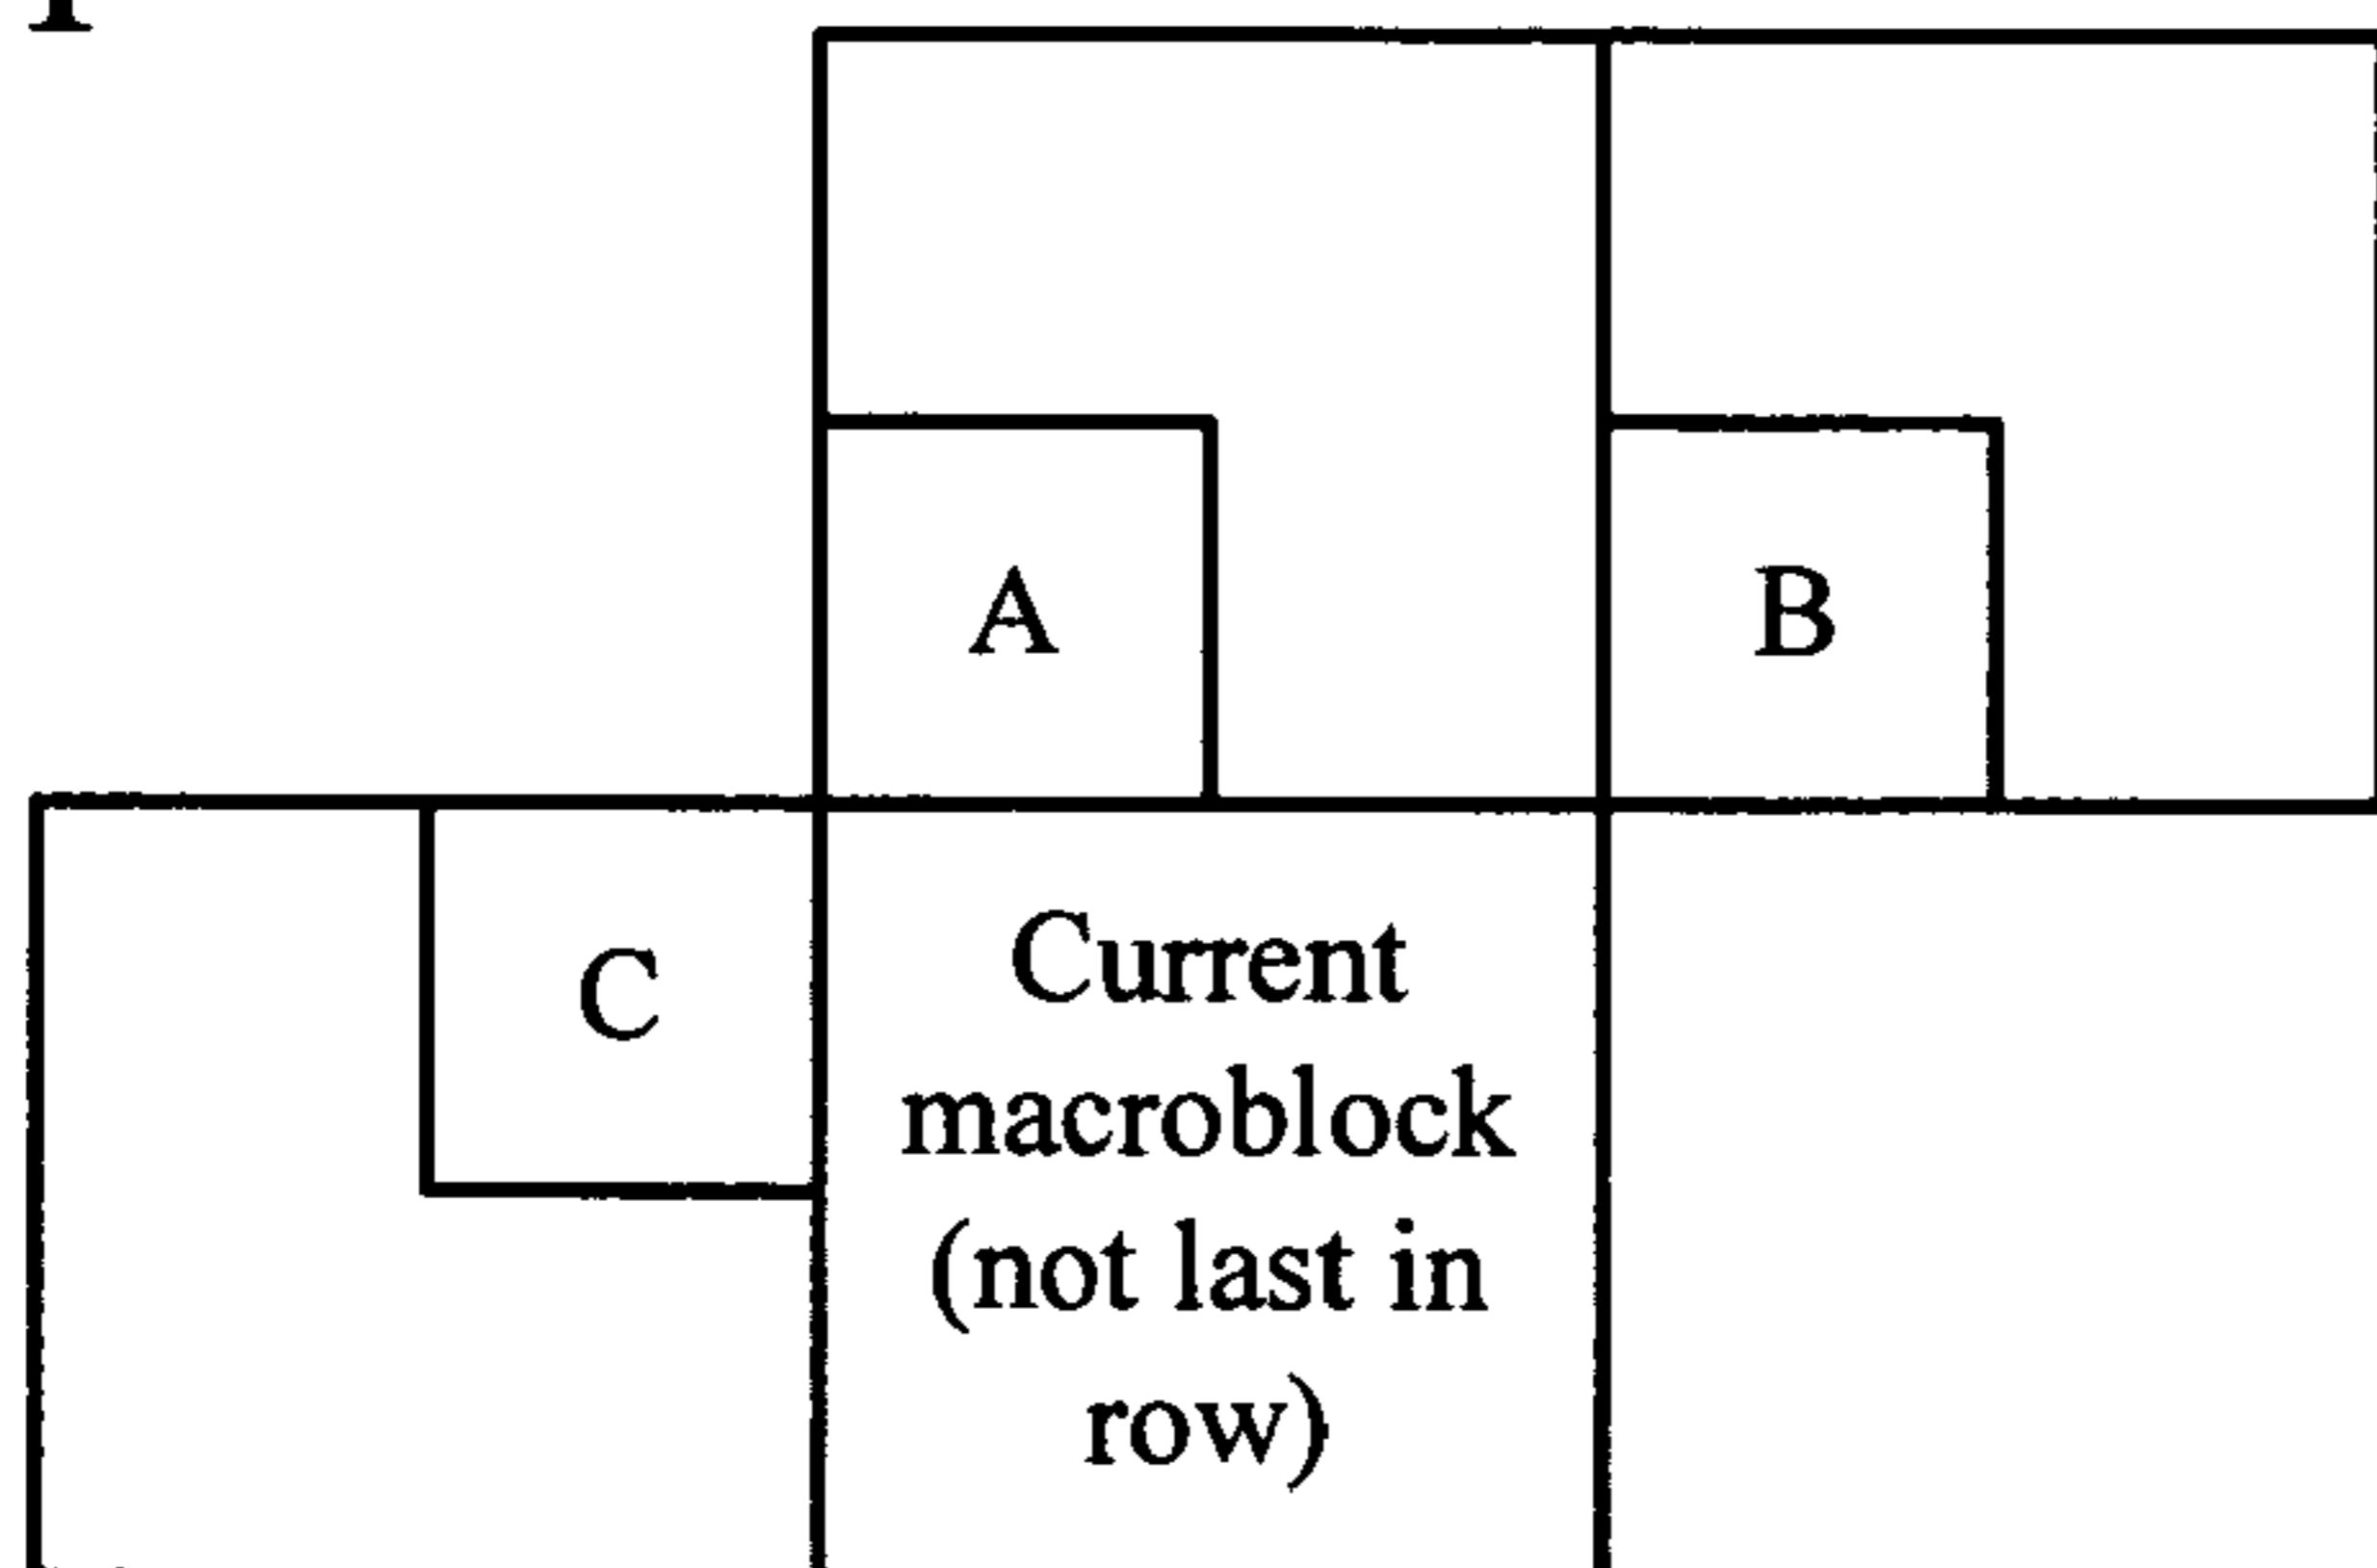 A
B
C
Current
macroblock
(not last in
row)